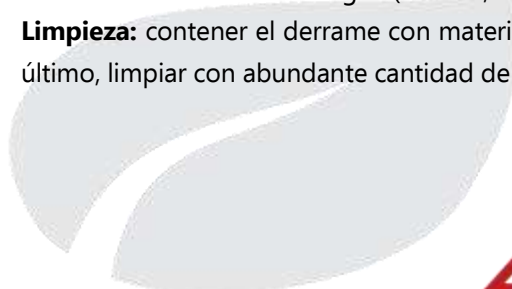 Limpieza: contener el derrame con materi
último, limpiar con abundante cantidad de